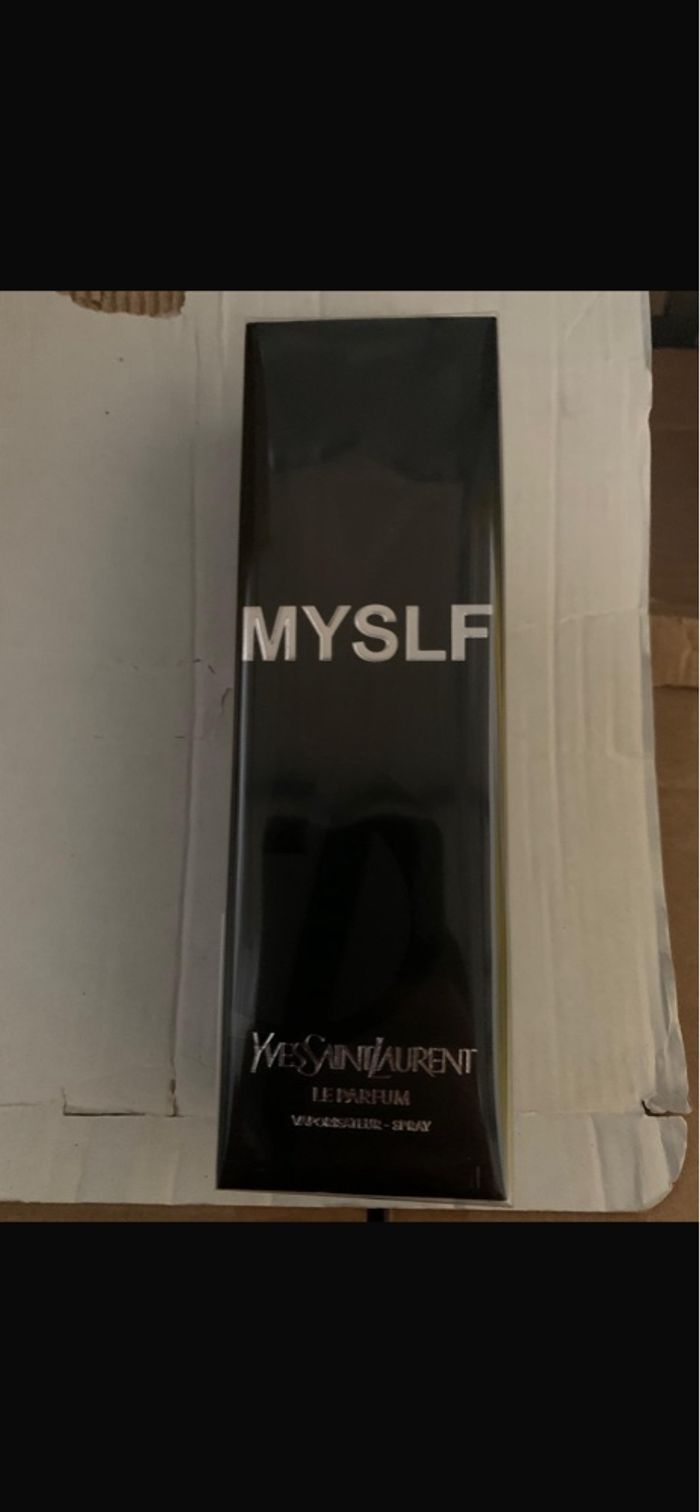 MYSLF
YVESSAINTLAURENT
LE PARFUM
VAPORISATEUR - SPRAY